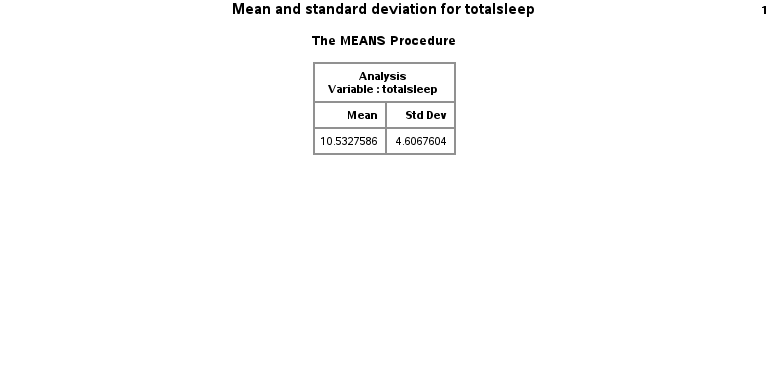 Mean and standard deviation for totalsleep 1
The MEANS Procedure
Analysis
Variable : totalsleep
Mean Std Dev
10.5327586 4.6067604